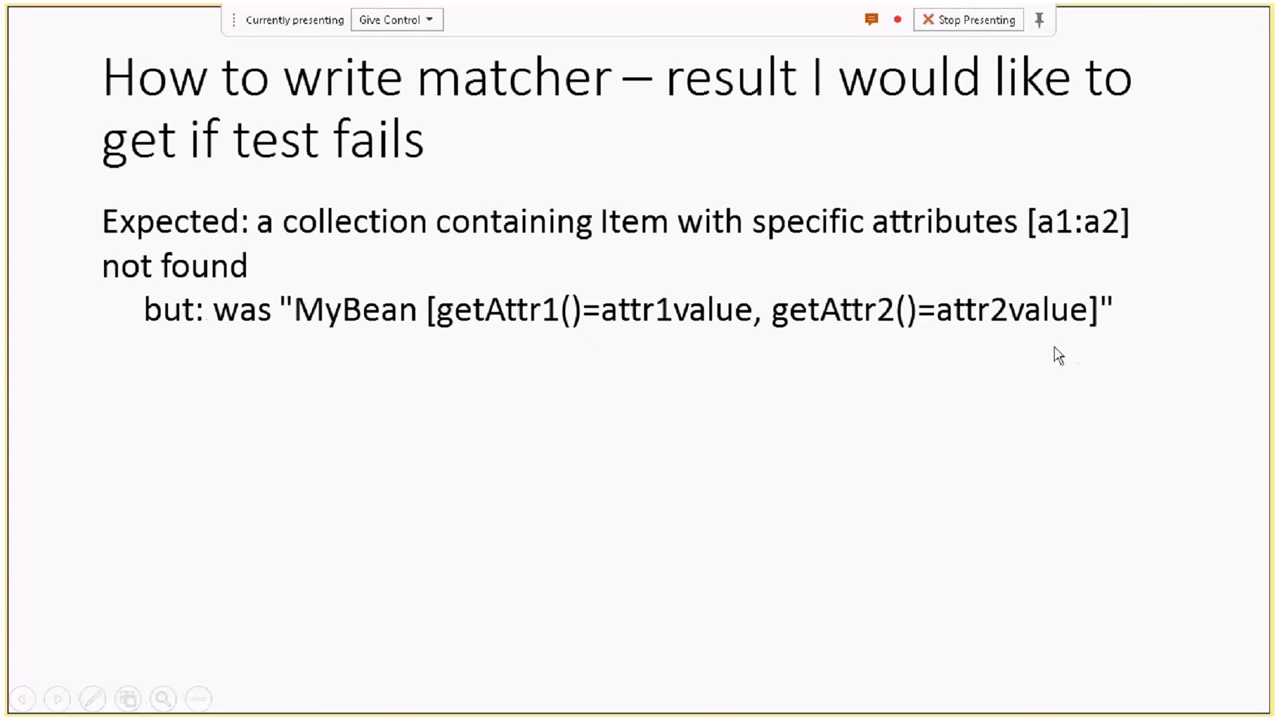 Currently presenting Give Control Stop Presenting
How to write matcher – result I would like to
get if test fails
Expected: a collection containing Item with specific attributes [a1:a2]
not found
but: was "MyBean [getAttr1()=attr1value, getAttr2()=attr2value]"